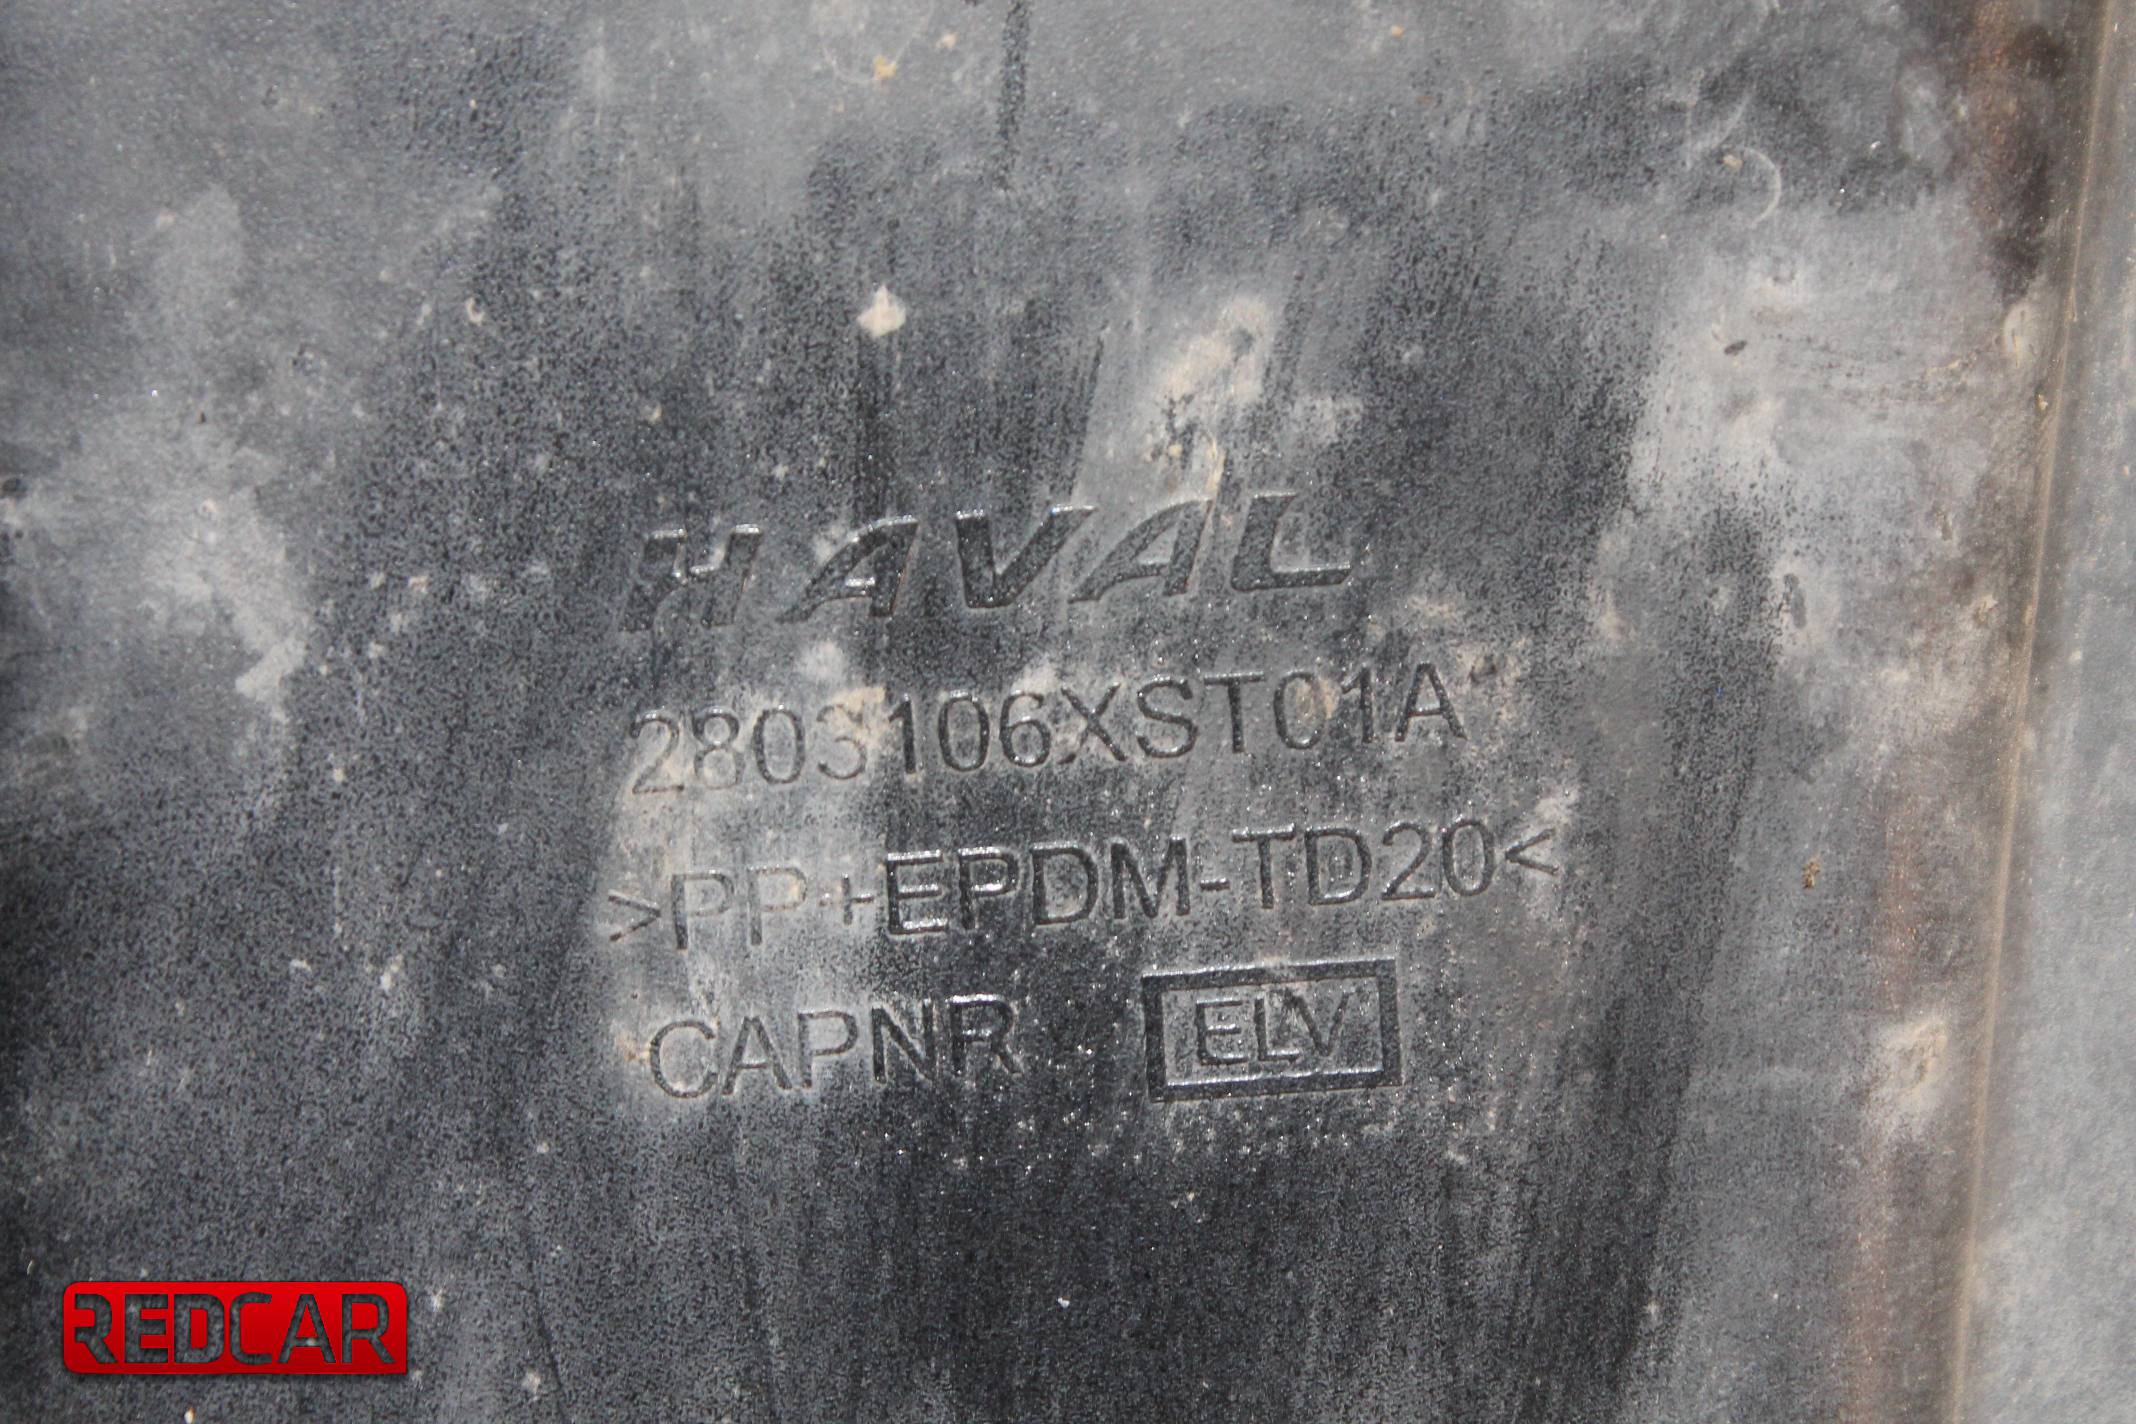 HAVAL
2803106XST01A
>PP+EPDM-TD20<
CAPNR ELV
REDCAR